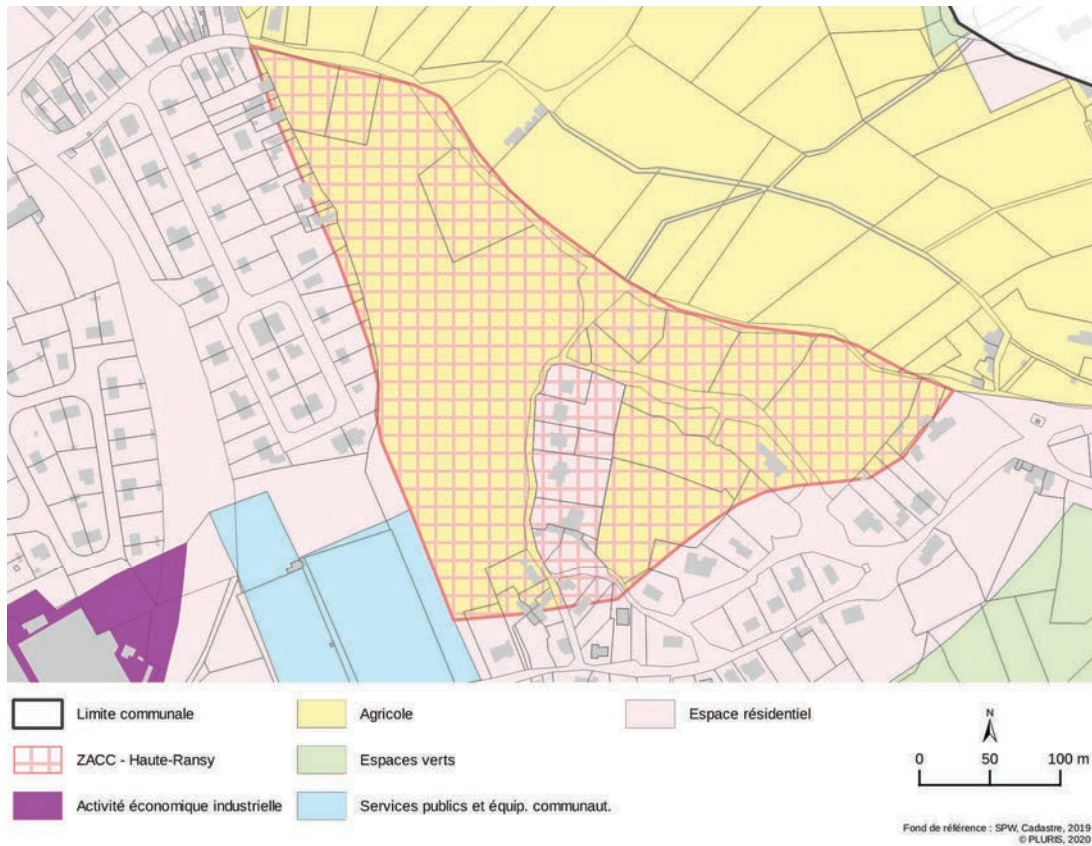 Limite communale
Agricole
Espace résidentiel
ZACC - Haute-Ransy
Espaces verts
Activité économique industrielle
Services publics et équip. communaut.
N
0 50 100 m
Fond de référence : SPW, Cadastre, 2019
© PLURIS, 2020